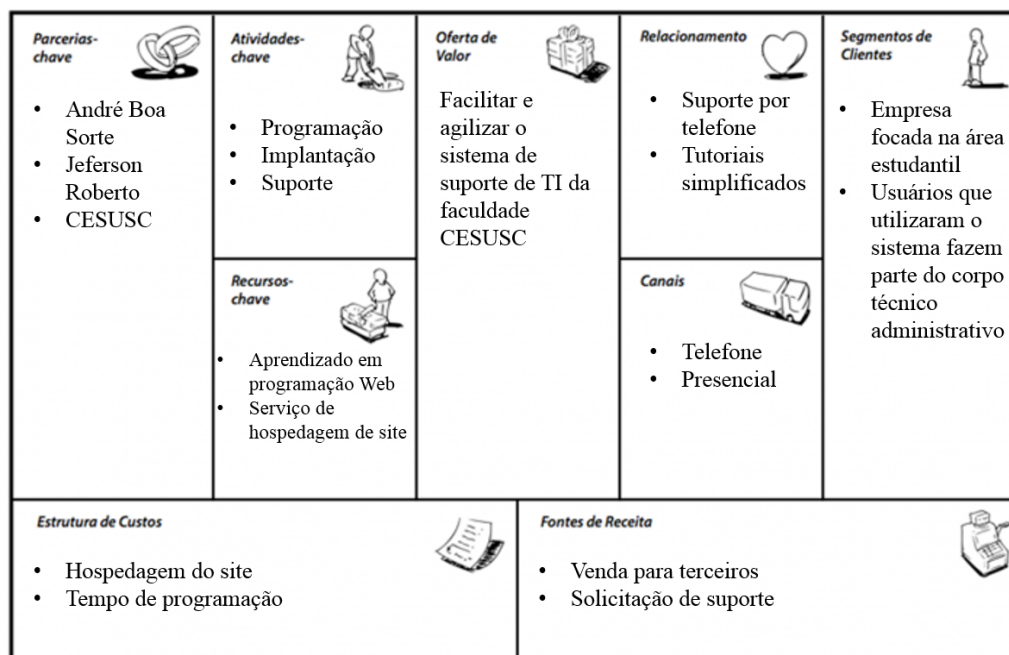 Parcerias-
chave
• André Boa
Sorte
• Jeferson
Roberto
• CESUSC
Atividades-
chave
• Programação
• Implantação
• Suporte
Recursos-
chave
• Aprendizado em
programação Web
• Serviço de
hospedagem de site
Oferta de
Valor
Facilitar e
agilizar o
sistema de
suporte de TI da
faculdade
CESUSC
Relacionamento
• Suporte por
telefone
• Tutoriais
simplificados
Canais
• Telefone
• Presencial
Segmentos de
Clientes
• Empresa
focada na área
estudantil
• Usuários que
utilizaram o
sistema fazem
parte do corpo
técnico
administrativo
Estrutura de Custos
• Hospedagem do site
• Tempo de programação
Fontes de Receita
• Venda para terceiros
• Solicitação de suporte